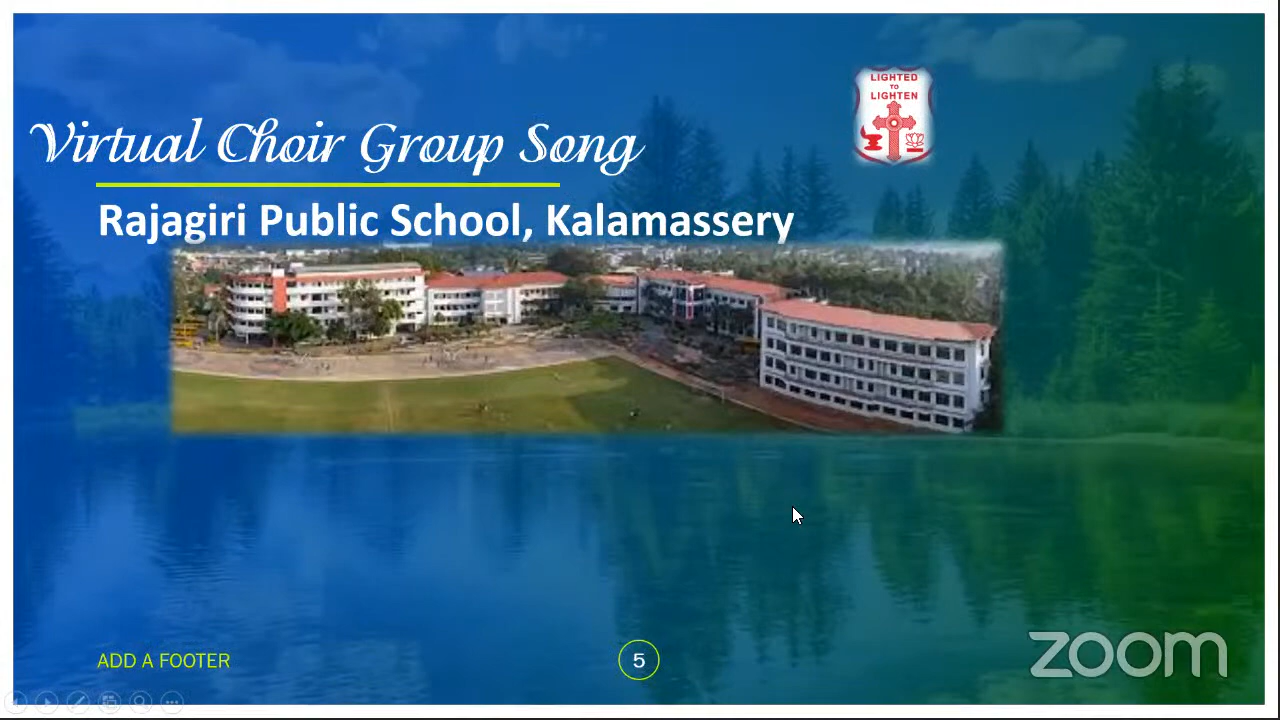 LIGHTED
TO
LIGHTEN
Virtual Choir Group Song
Rajagiri Public School, Kalamassery
ADD A FOOTER
5
zoom